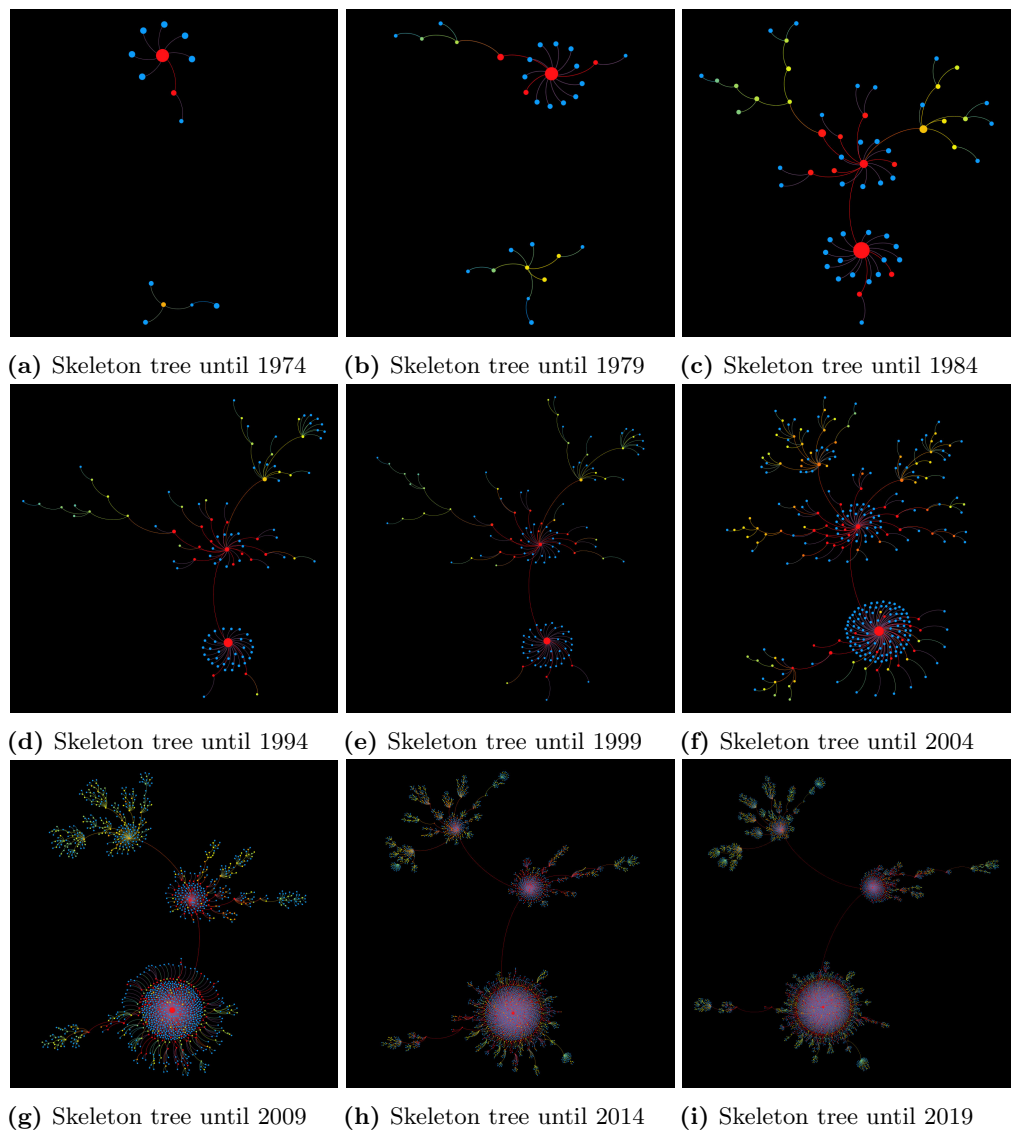 (a) Skeleton tree until 1974
(b) Skeleton tree until 1979
(c) Skeleton tree until 1984
(d) Skeleton tree until 1994
(e) Skeleton tree until 1999
(f) Skeleton tree until 2004
(g) Skeleton tree until 2009
(h) Skeleton tree until 2014
(i) Skeleton tree until 2019